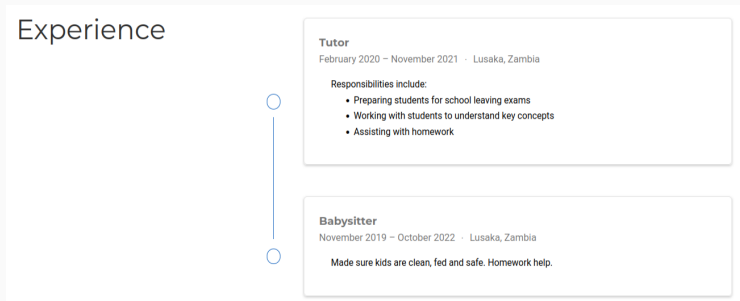 Experience
Tutor
February 2020 – November 2021 · Lusaka, Zambia
Responsibilities include:
• Preparing students for school leaving exams
• Working with students to understand key concepts
• Assisting with homework
Babysitter
November 2019 – October 2022 · Lusaka, Zambia
Made sure kids are clean, fed and safe. Homework help.